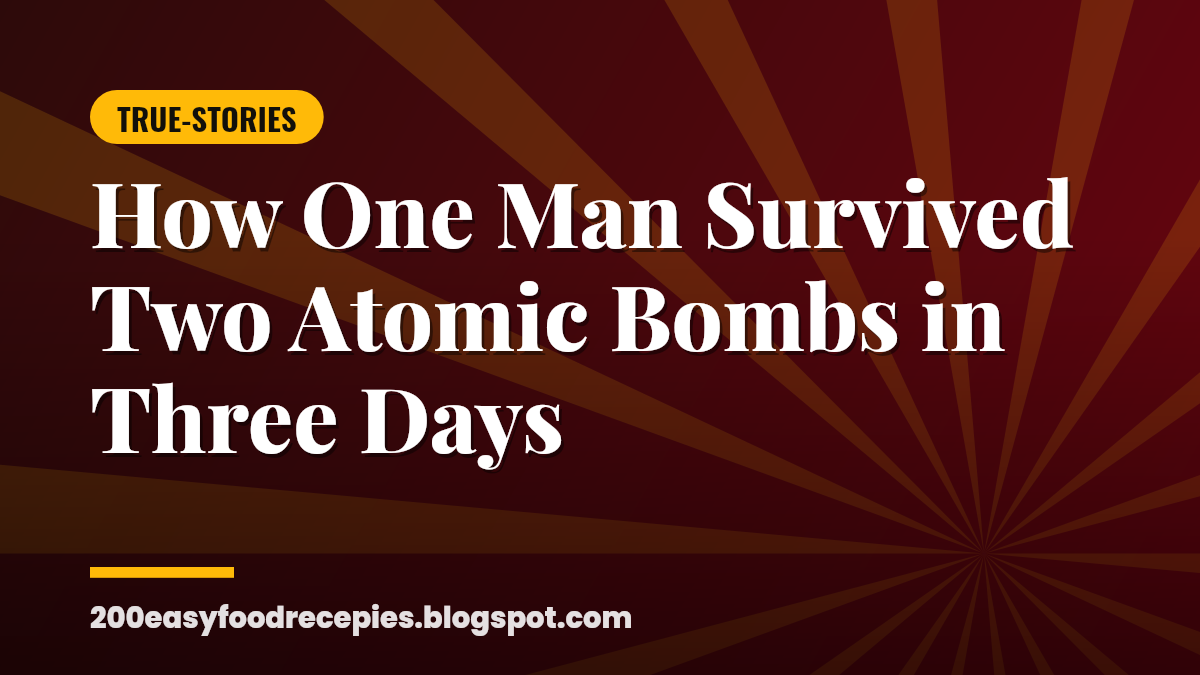 TRUE-STORIES
How One Man Survived
Two Atomic Bombs in
Three Days
200easyfoodrecepies.blogspot.com